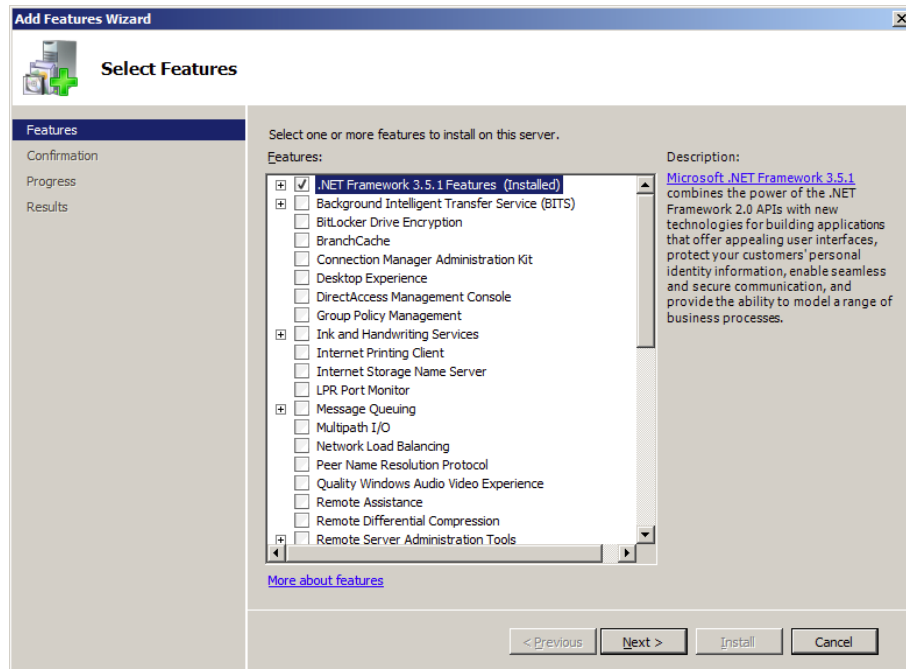 Add Features Wizard
Select Features
Features
Confirmation
Progress
Results
Select one or more features to install on this server.
Features:
.NET Framework 3.5.1 Features (Installed)
Background Intelligent Transfer Service (BITS)
BitLocker Drive Encryption
BranchCache
Connection Manager Administration Kit
Desktop Experience
DirectAccess Management Console
Group Policy Management
Ink and Handwriting Services
Internet Printing Client
Internet Storage Name Server
LPR Port Monitor
Message Queuing
Multipath I/O
Network Load Balancing
Peer Name Resolution Protocol
Quality Windows Audio Video Experience
Remote Assistance
Remote Differential Compression
Remote Server Administration Tools
More about features
Description:
Microsoft .NET Framework 3.5.1
combines the power of the .NET
Framework 2.0 APIs with new
technologies for building applications
that offer appealing user interfaces,
protect your customers' personal
identity information, enable seamless
and secure communication, and
provide the ability to model a range of
business processes.
< Previous
Next >
Install
Cancel